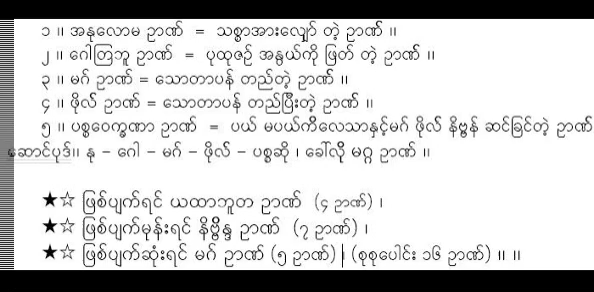 ၁ ။ အနုလောမ ဉာဏ် = သစ္စာအားလျော် တဲ့ ဉာဏ် ။
၂ ။ ဂေါတြဘူ ဉာဏ် = ပုထုဇဉ် အနွယ်ကို ဖြတ် တဲ့ ဉာဏ် ။
၃ ။ မဂ် ဉာဏ် = သောတာပန် တည်တဲ့ ဉာဏ် ။
၄ ။ ဖိုလ် ဉာဏ် = သောတာပန် တည်ပြီးတဲ့ ဉာဏ် ။
၅ ။ ပစ္စဝေက္ခဏာ ဉာဏ် = ပယ် မပယ်ကိလေသာနှင့်မဂ် ဖိုလ် နိဗ္ဗန် ဆင်ခြင်တဲ့ ဉာဏ်
ဆောင်ပုဒ်။ နု – ဂေါ – မဂ် – ဖိုလ် – ပစ္စဆို ၊ ခေါ်လို့ မဂ္ဂ ဉာဏ် ။
★☆ ဖြစ်ပျက်ရင် ယထာဘူတ ဉာဏ် (၄ ဉာဏ်) ၊
★☆ ဖြစ်ပျက်မုန်းရင် နိဗ္ဗိန္ဒ ဉာဏ် (၇ ဉာဏ်) ၊
★☆ ဖြစ်ပျက်ဆုံးရင် မဂ် ဉာဏ် (၅ ဉာဏ်) | (စုစုပေါင်း ၁၆ ဉာဏ်) ။ ။